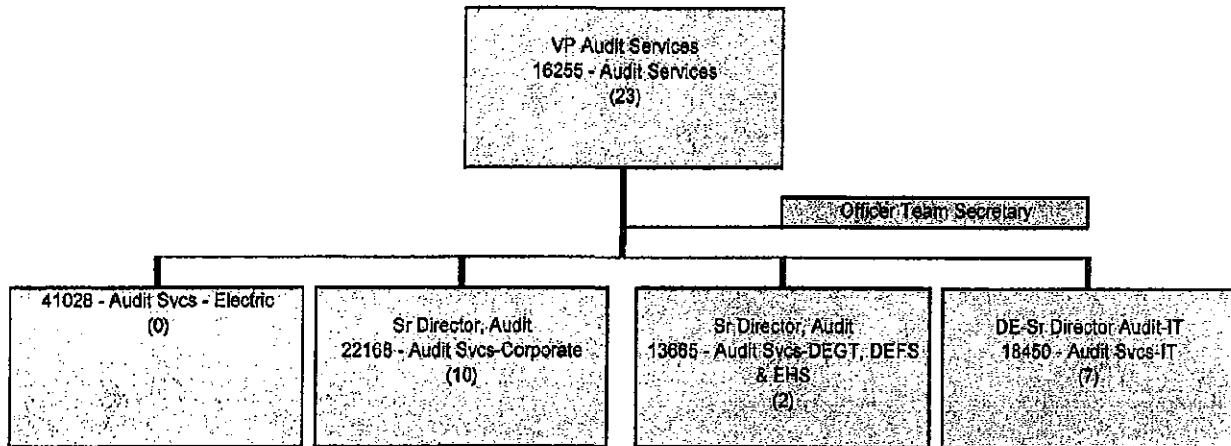 VP Audit Services
16255 - Audit Services
(23)
Officer Team Secretary
41028 - Audit Svcs - Electric
(0)
Sr Director, Audit
22168 - Audit Svcs-Corporate
(10)
Sr Director, Audit
13665 - Audit Svcs-DEGT, DEFS
& EHS
(2)
DE-Sr Director Audit-IT
18450 - Audit Svcs-IT
(7)